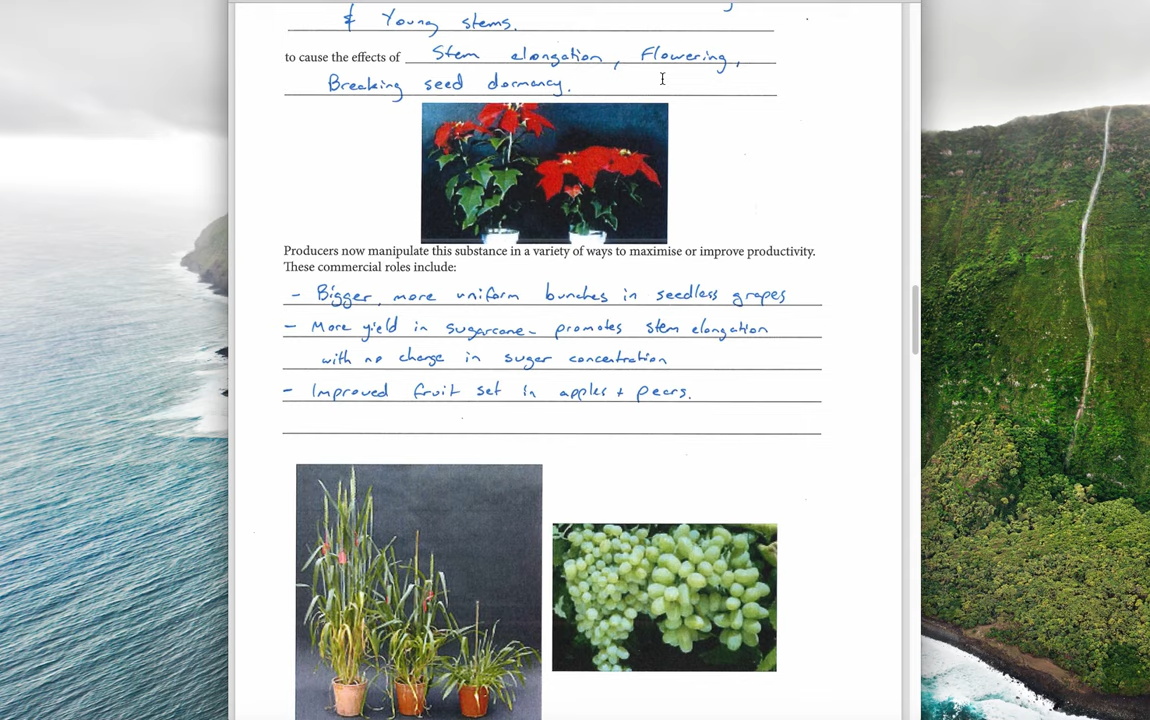 & Young stems.
to cause the effects of Stem elongation, Flowering,
Breaking seed dormancy.
Producers now manipulate this substance in a variety of ways to maximise or improve productivity.
These commercial roles include:
- Bigger, more uniform bunches in seedless grapes
- More yield in sugarcane - promotes stem elongation
with no change in sugar concentration
- Improved fruit set in apples + pears.